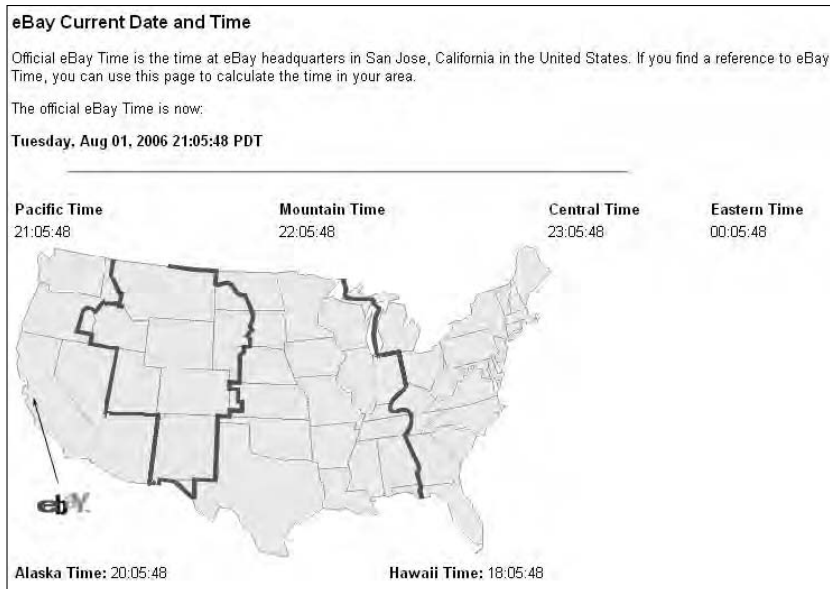 eBay Current Date and Time
Official eBay Time is the time at eBay headquarters in San Jose, California in the United States. If you find a reference to eBay
Time, you can use this page to calculate the time in your area.
The official eBay Time is now:
Tuesday, Aug 01, 2006 21:05:48 PDT
Pacific Time Mountain Time Central Time Eastern Time
21:05:48 22:05:48 23:05:48 00:05:48
ebaY
Alaska Time: 20:05:48 Hawaii Time: 18:05:48